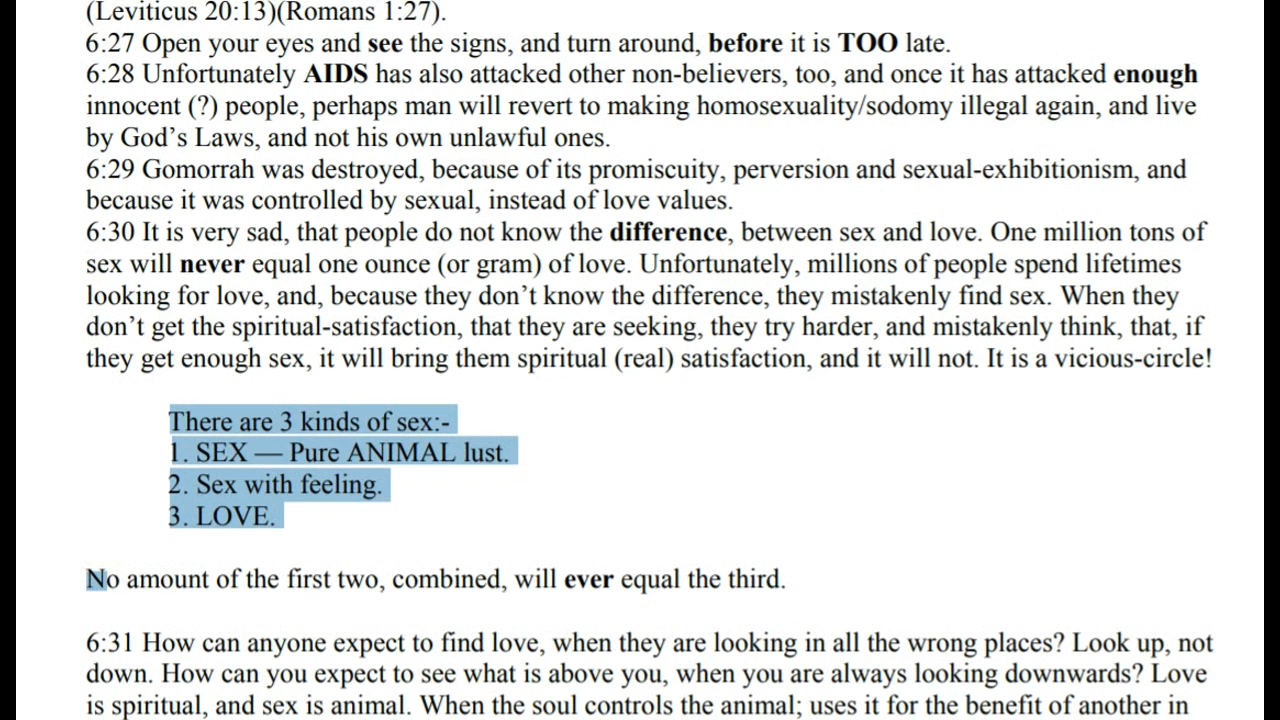 (Leviticus 20:13)(Romans 1:27).
6:27 Open your eyes and see the signs, and turn around, before it is TOO late.
6:28 Unfortunately AIDS has also attacked other non-believers, too, and once it has attacked enough
innocent (?) people, perhaps man will revert to making homosexuality/sodomy illegal again, and live
by God’s Laws, and not his own unlawful ones.
6:29 Gomorrah was destroyed, because of its promiscuity, perversion and sexual-exhibitionism, and
because it was controlled by sexual, instead of love values.
6:30 It is very sad, that people do not know the difference, between sex and love. One million tons of
sex will never equal one ounce (or gram) of love. Unfortunately, millions of people spend lifetimes
looking for love, and, because they don’t know the difference, they mistakenly find sex. When they
don’t get the spiritual-satisfaction, that they are seeking, they try harder, and mistakenly think, that, if
they get enough sex, it will bring them spiritual (real) satisfaction, and it will not. It is a vicious-circle!
There are 3 kinds of sex:-
1. SEX — Pure ANIMAL lust.
2. Sex with feeling.
3. LOVE.
No amount of the first two, combined, will ever equal the third.
6:31 How can anyone expect to find love, when they are looking in all the wrong places? Look up, not
down. How can you expect to see what is above you, when you are always looking downwards? Love
is spiritual, and sex is animal. When the soul controls the animal; uses it for the benefit of another in